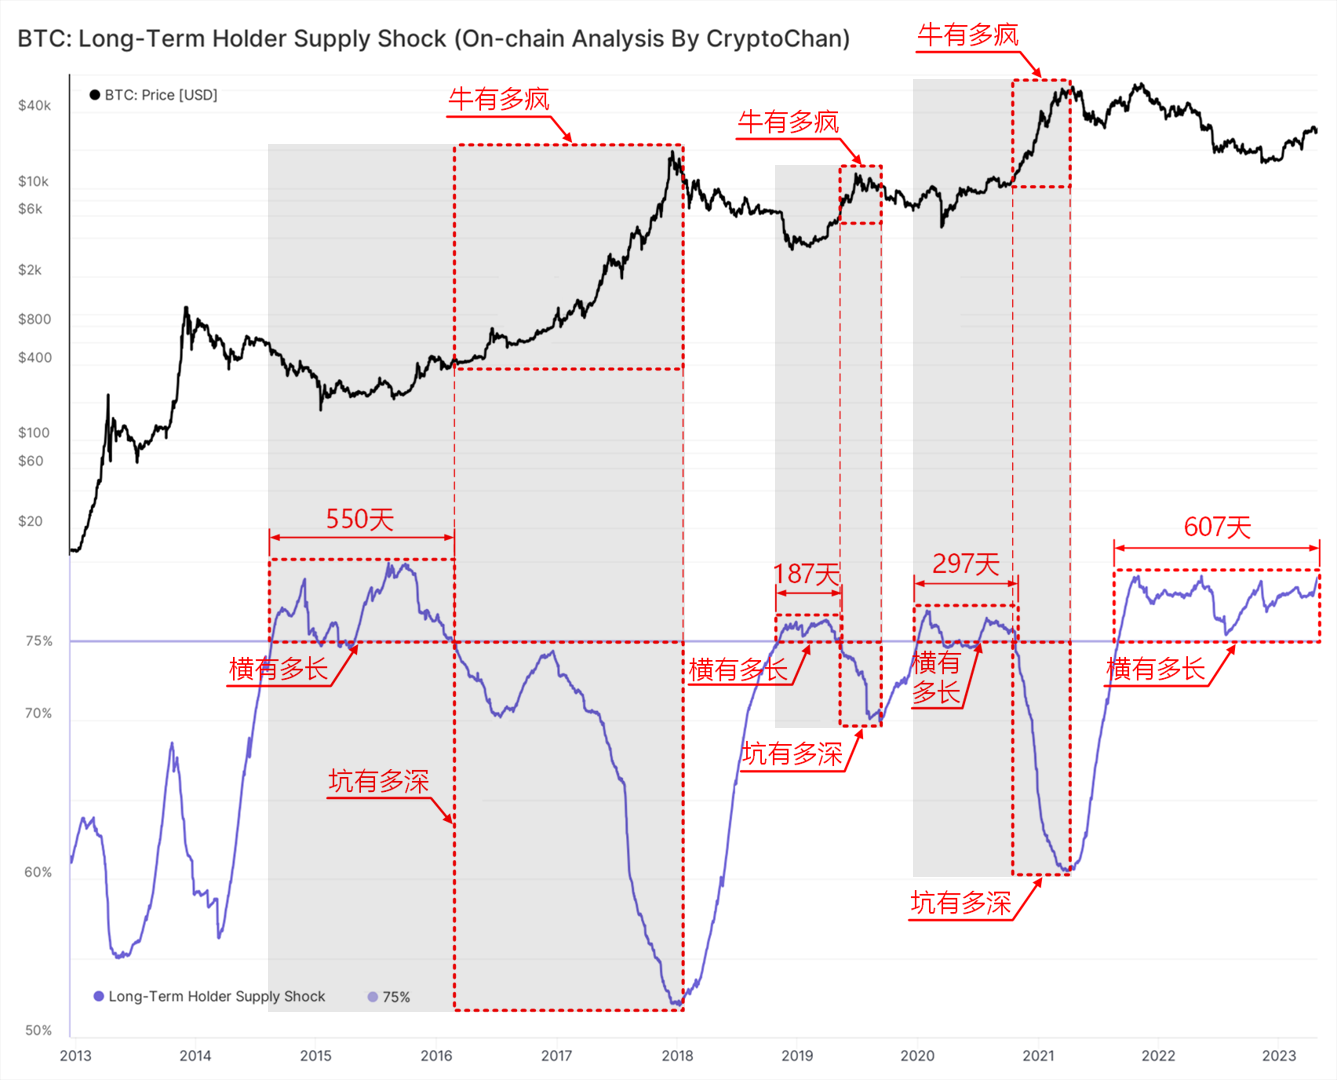 BTC: Long-Term Holder Supply Shock (On-chain Analysis By CryptoChan)
牛有多疯
BTC: Price [USD]
牛有多疯
牛有多疯
$40k
$10k
$6k
$2k
$800
$400
$100
$60
$20
550天
187天
297天
607天
75%
横有多长
横有多长
横有
多长
横有多长
70%
坑有多深
坑有多深
60%
坑有多深
Long-Term Holder Supply Shock
75%
50%
2013
2014
2015
2016
2017
2018
2019
2020
2021
2022
2023